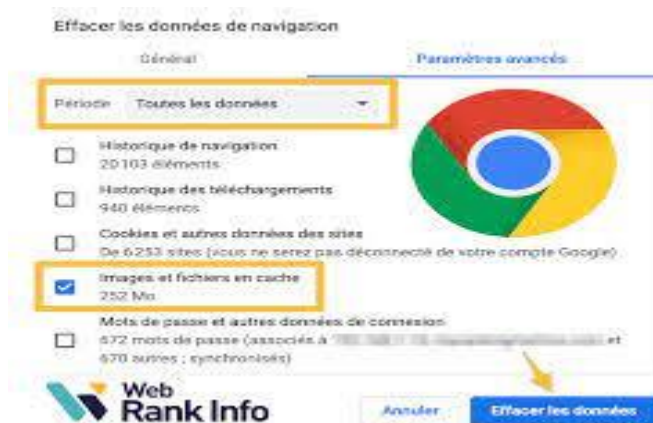 Effacer les données de navigation
Général
Paramètres avancés
Période Toutes les données
Historique de navigation
20 103 éléments
Historique des téléchargements
940 éléments
Cookies et autres données des sites
De 6 253 sites (vous ne serez pas déconnecté de votre compte Google)
Images et fichiers en cache
252 Mo
Mots de passe et autres données de connexion
672 mots de passe (associés à et
670 autres ; synchronisés)
Web
Rank Info
Annuler
Effacer les données